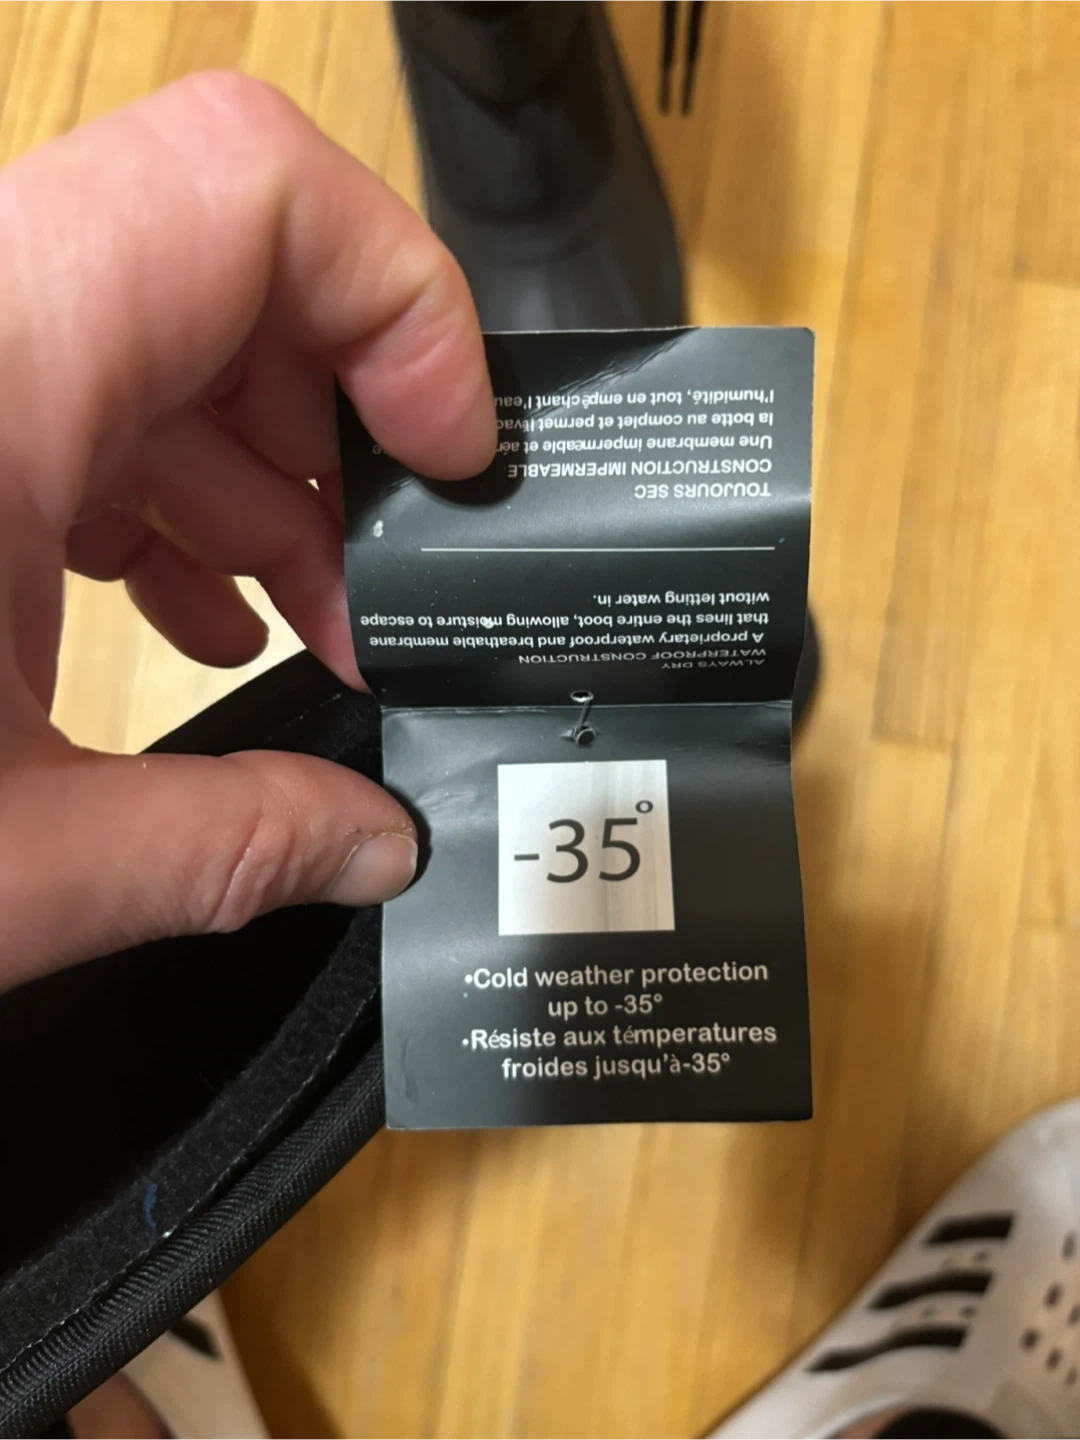 ALWAYS DRY
WATERPROOF CONSTRUCTION
A proprietary waterproof and breathable membrane
that lines the entire boot, allowing moisture to escape
witout letting water in.
TOUJOURS SEC
CONSTRUCTION IMPERMEABLE
Une membrane impermeable et
la botte au complet et permet
l'humidité, tout en empêchant l'eau
-35°
•Cold weather protection
up to -35°
•Résiste aux témperatures
froides jusqu'à-35°